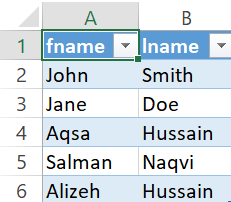 A B
1 fname lname
2 John Smith
3 Jane Doe
4 Aqsa Hussain
5 Salman Naqvi
6 Alizeh Hussain